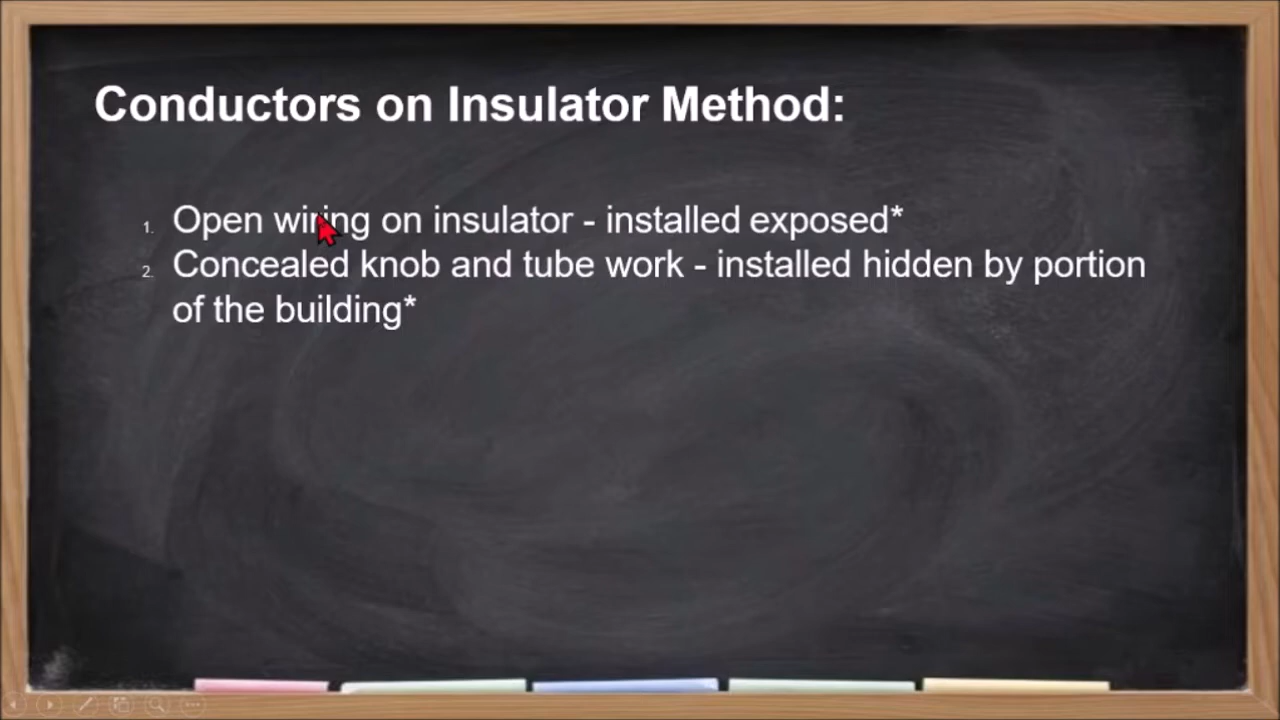 Conductors on Insulator Method:
1. Open wiring on insulator - installed exposed*
2. Concealed knob and tube work - installed hidden by portion
of the building*